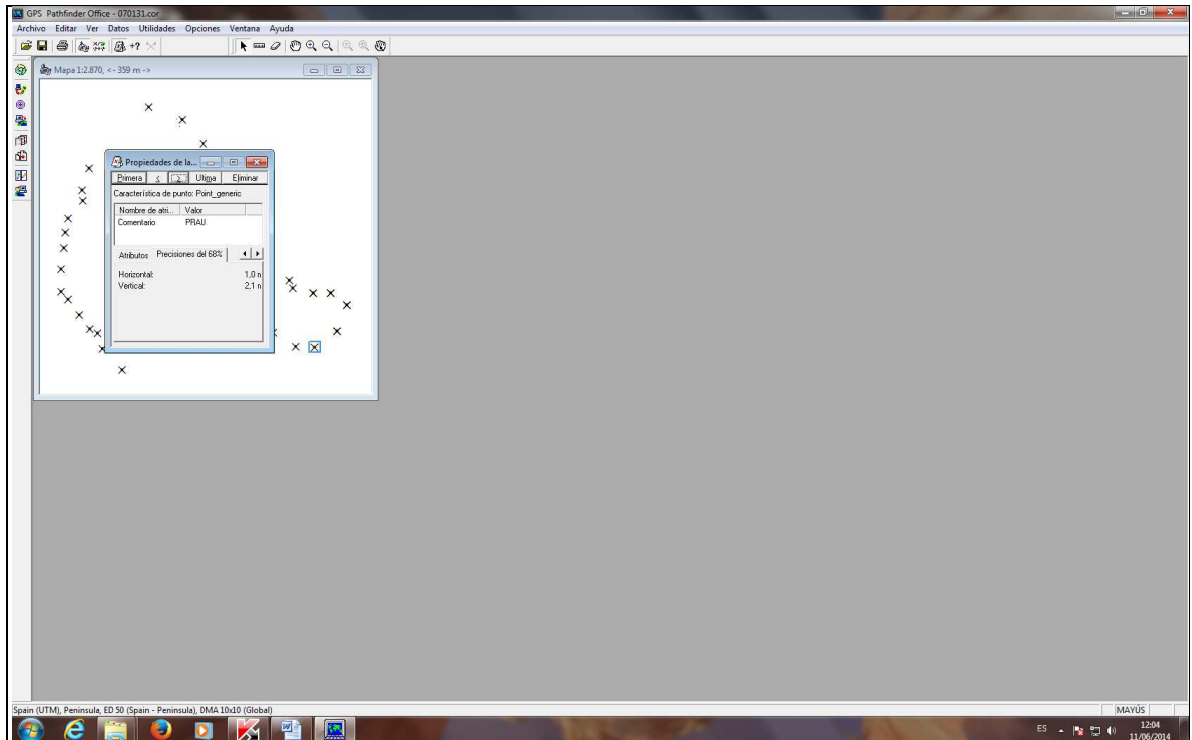 GPS Pathfinder Office - 070131.cor
Archivo Editar Ver Datos Utilidades Opciones Ventana Ayuda
Mapa 1:2.870, <- 359 m ->
Propiedades de la...
Primera < > Ultima Eliminar
Característica de punto: Point_generic
Nombre de atri... Valor
Comentario PRAU
Atributos Precisiones del 68%
Horizontal: 1,0
Vertical: 2,1
Spain (UTM), Peninsula, ED 50 (Spain - Peninsula), DMA 10x10 (Global)
MAYÚS
ES
12:04
11/06/2014